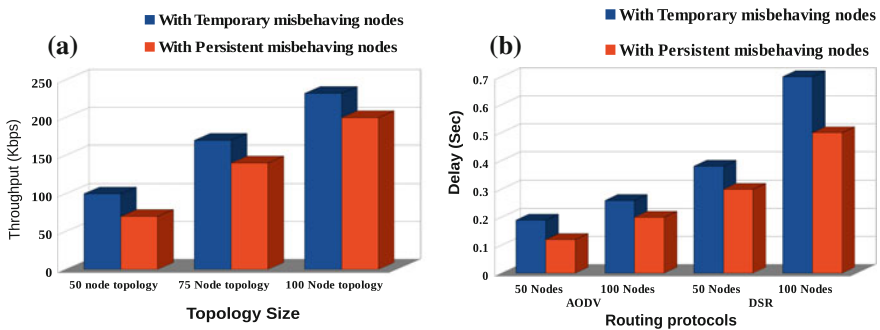 (a)
With Temporary misbehaving nodes
With Persistent misbehaving nodes
Throughput (Kbps)
250
200
150
100
50
0
50 Node topology
75 Node topology
100 Node topology
Topology Size
(b)
With Temporary misbehaving nodes
With Persistent misbehaving nodes
Delay (Sec)
0.7
0.6
0.5
0.4
0.3
0.2
0.1
0
50 Nodes
100 Nodes
50 Nodes
100 Nodes
AODV
DSR
Routing protocols